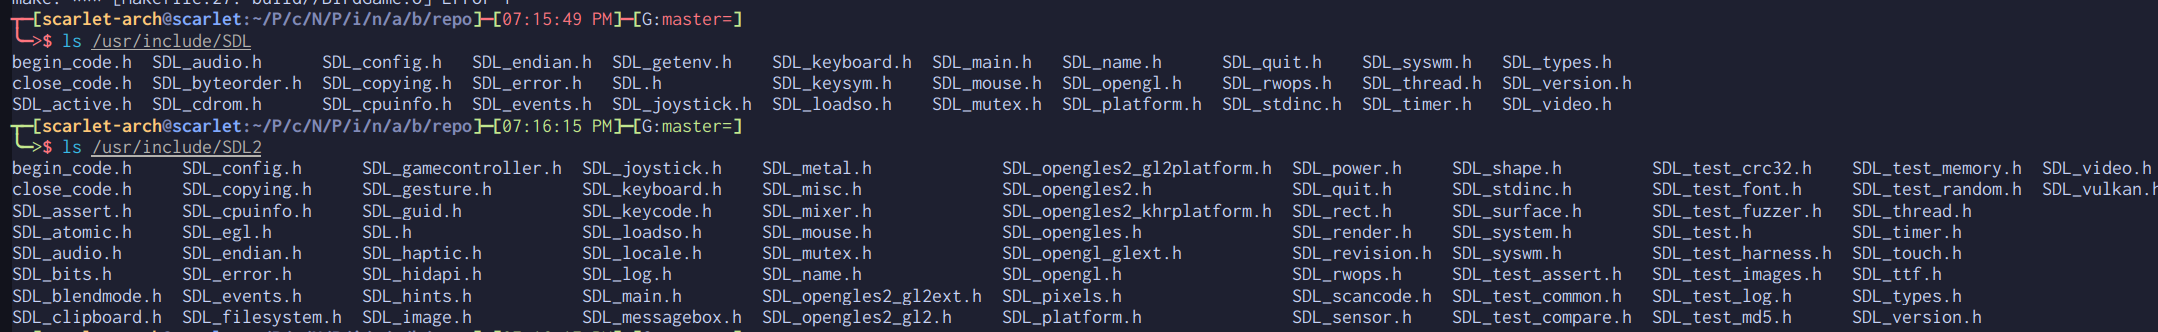 make: *** [Makefile:27: build//BirdGame.o] Error 1
[scarlet-arch@scarlet:~/P/c/N/P/i/n/a/b/repo]─[07:15:49 PM]─[G:master=]
╰─>$ ls /usr/include/SDL
begin_code.h SDL_audio.h SDL_config.h SDL_endian.h SDL_getenv.h SDL_keyboard.h SDL_main.h SDL_name.h SDL_quit.h SDL_syswm.h SDL_types.h
close_code.h SDL_byteorder.h SDL_copying.h SDL_error.h SDL.h SDL_keysym.h SDL_mouse.h SDL_opengl.h SDL_rwops.h SDL_thread.h SDL_version.h
SDL_active.h SDL_cdrom.h SDL_cpuinfo.h SDL_events.h SDL_joystick.h SDL_loadso.h SDL_mutex.h SDL_platform.h SDL_stdinc.h SDL_timer.h SDL_video.h
[scarlet-arch@scarlet:~/P/c/N/P/i/n/a/b/repo]─[07:16:15 PM]─[G:master=]
╰─>$ ls /usr/include/SDL2
begin_code.h SDL_config.h SDL_gamecontroller.h SDL_joystick.h SDL_metal.h SDL_opengles2_gl2platform.h SDL_power.h SDL_shape.h SDL_test_crc32.h SDL_test_memory.h SDL_video.h
close_code.h SDL_copying.h SDL_gesture.h SDL_keyboard.h SDL_misc.h SDL_opengles2.h SDL_quit.h SDL_stdinc.h SDL_test_font.h SDL_test_random.h SDL_vulkan.h
SDL_assert.h SDL_cpuinfo.h SDL_guid.h SDL_keycode.h SDL_mixer.h SDL_opengles2_khrplatform.h SDL_rect.h SDL_surface.h SDL_test_fuzzer.h SDL_thread.h
SDL_atomic.h SDL_egl.h SDL.h SDL_loadso.h SDL_mouse.h SDL_opengles.h SDL_render.h SDL_system.h SDL_test.h SDL_timer.h
SDL_audio.h SDL_endian.h SDL_haptic.h SDL_locale.h SDL_mutex.h SDL_opengl_glext.h SDL_revision.h SDL_syswm.h SDL_test_harness.h SDL_touch.h
SDL_bits.h SDL_error.h SDL_hidapi.h SDL_log.h SDL_name.h SDL_opengl.h SDL_rwops.h SDL_test_assert.h SDL_test_images.h SDL_ttf.h
SDL_blendmode.h SDL_events.h SDL_hints.h SDL_main.h SDL_opengles2_gl2ext.h SDL_pixels.h SDL_scancode.h SDL_test_common.h SDL_test_log.h SDL_types.h
SDL_clipboard.h SDL_filesystem.h SDL_image.h SDL_messagebox.h SDL_opengles2_gl2.h SDL_platform.h SDL_sensor.h SDL_test_compare.h SDL_test_md5.h SDL_version.h